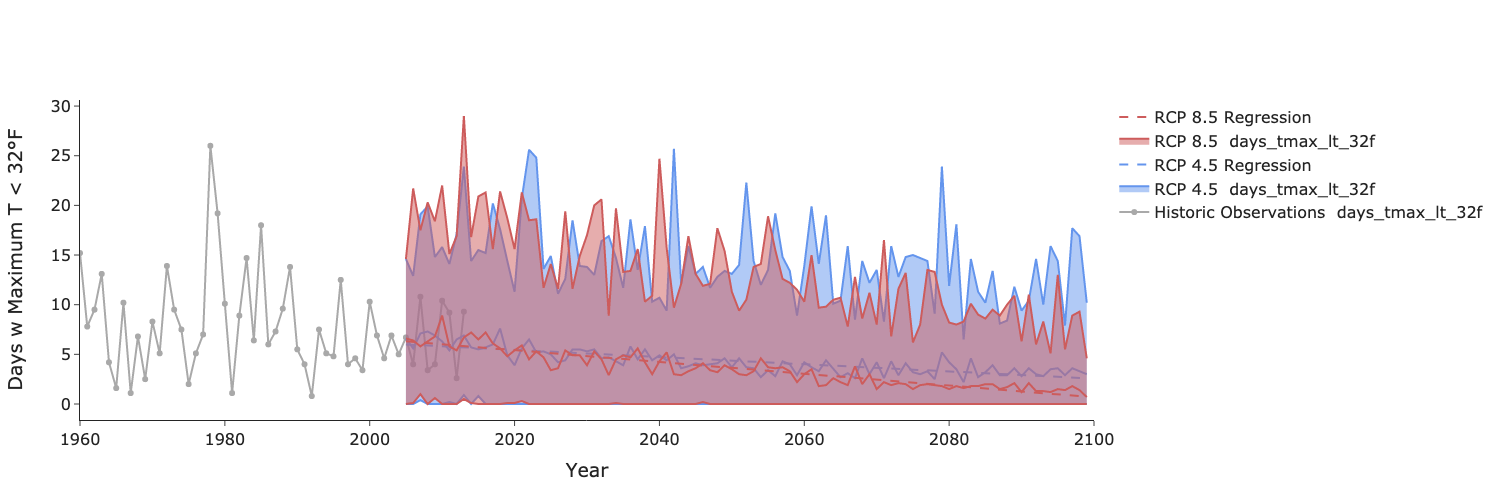 Days w Maximum T < 32°F
30
25
20
15
10
5
0
1960 1980 2000 2020 2040 2060 2080 2100
Year
RCP 8.5 Regression
RCP 8.5 days_tmax_lt_32f
RCP 4.5 Regression
RCP 4.5 days_tmax_lt_32f
Historic Observations days_tmax_lt_32f